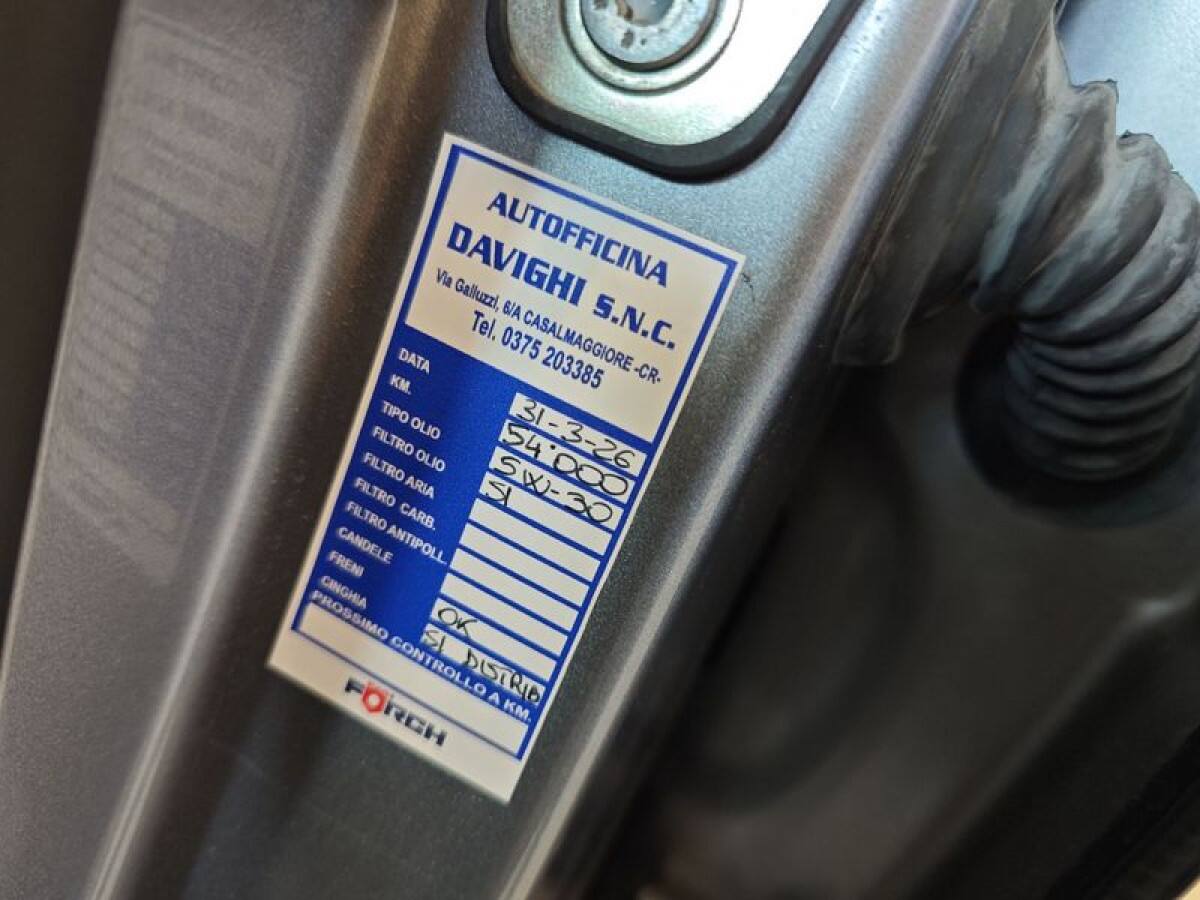 AUTOFFICINA
DAVIGHI S.N.C.
Via Galluzzi, 6/A CASALMAGGIORE -CR-
Tel. 0375 203385
DATA 31-3-26
KM. 54.000
TIPO OLIO 5W-30
FILTRO OLIO SI
FILTRO ARIA
FILTRO CARB.
FILTRO ANTIPOLL.
CANDELE
FRENI OK
CINGHIA SI DISTRIB
PROSSIMO CONTROLLO A KM.
FÖRCH